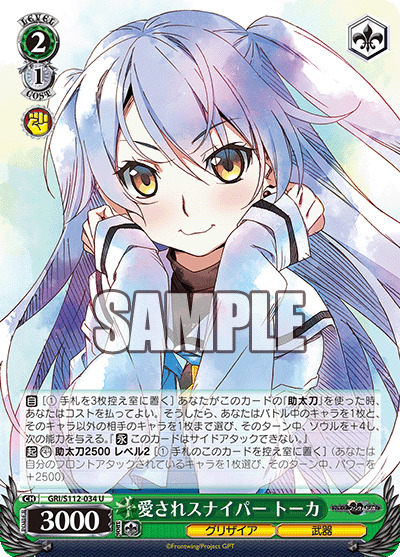 LEVEL
2
1
COST
SAMPLE
自 [① 手札を3枚控え室に置く] あなたがこのカードの『助太刀』を使った時、
あなたはコストを払ってよい。そうしたら、あなたはバトル中のキャラを1枚と、
そのキャラ以外の相手のキャラを1枚まで選び、そのターン中、ソウルを+4し、
次の能力を与える。『永 このカードはサイドアタックできない。』
起 助太刀2500 レベル2 [① 手札のこのカードを控え室に置く] (あなたは
自分のフロントアタックされているキャラを1枚選び、そのターン中、パワーを
+2500)
CH GRI/S112-034 U
3000
愛されスナイパー トーカ
グリザイア
武器
©Frontwing/Project GPT